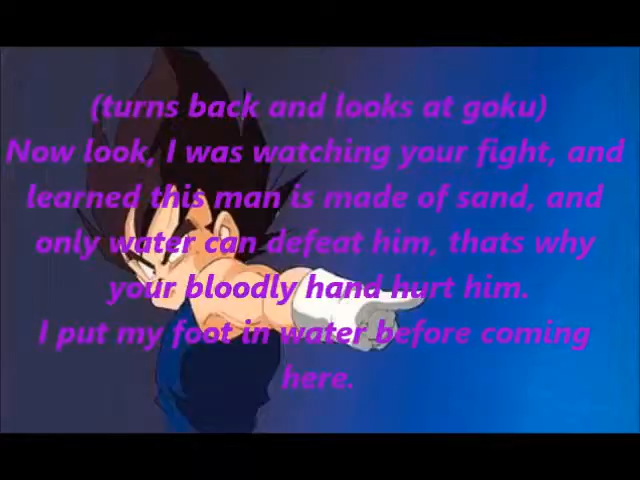 (turns back and looks at goku)
Now look, I was watching your fight, and
learned this man is made of sand, and
only water can defeat him, thats why
your bloodly hand hurt him.
I put my foot in water before coming
here.